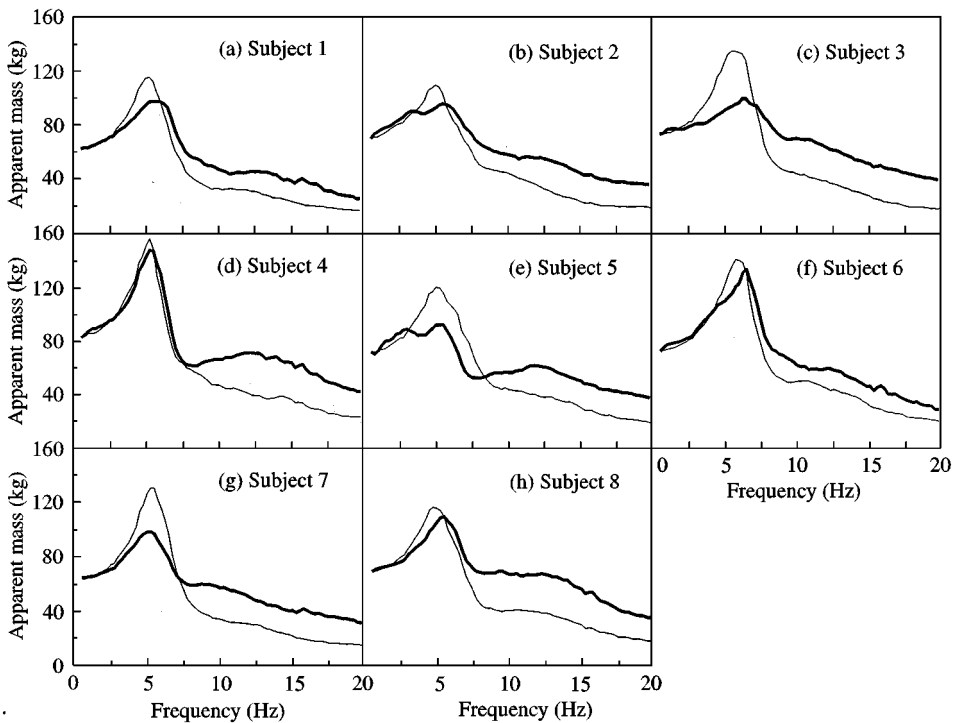 160
120
80
40
Apparent mass (kg)
(a) Subject 1
(b) Subject 2
(c) Subject 3
160
120
80
40
Apparent mass (kg)
(d) Subject 4
(e) Subject 5
(f) Subject 6
0 5 10 15 20
Frequency (Hz)
160
120
80
40
0
Apparent mass (kg)
(g) Subject 7
(h) Subject 8
0 5 10 15 20 5 10 15 20
Frequency (Hz) Frequency (Hz)